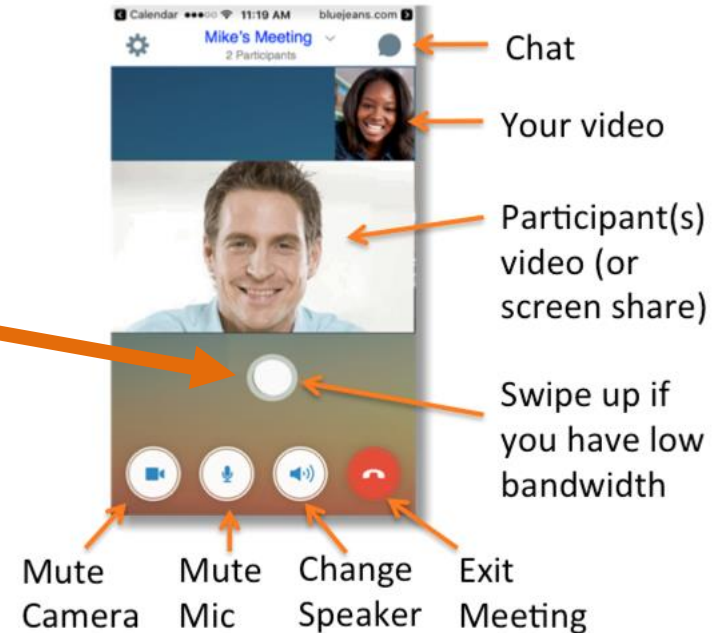 Calendar 11:19 AM bluejeans.com
Mike's Meeting
2 Participants
Chat
Your video
Participant(s)
video (or
screen share)
Swipe up if
you have low
bandwidth
Mute Mute Change Exit
Camera Mic Speaker Meeting